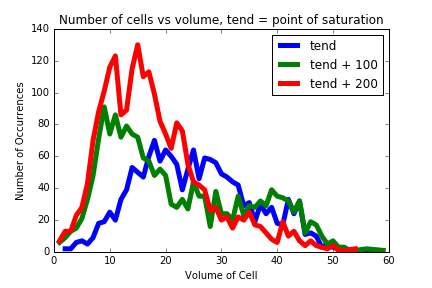 Number of cells vs volume, tend = point of saturation
tend
tend + 100
tend + 200
Number of Occurrences
140
120
100
80
60
40
20
0
0 10 20 30 40 50 60
Volume of Cell